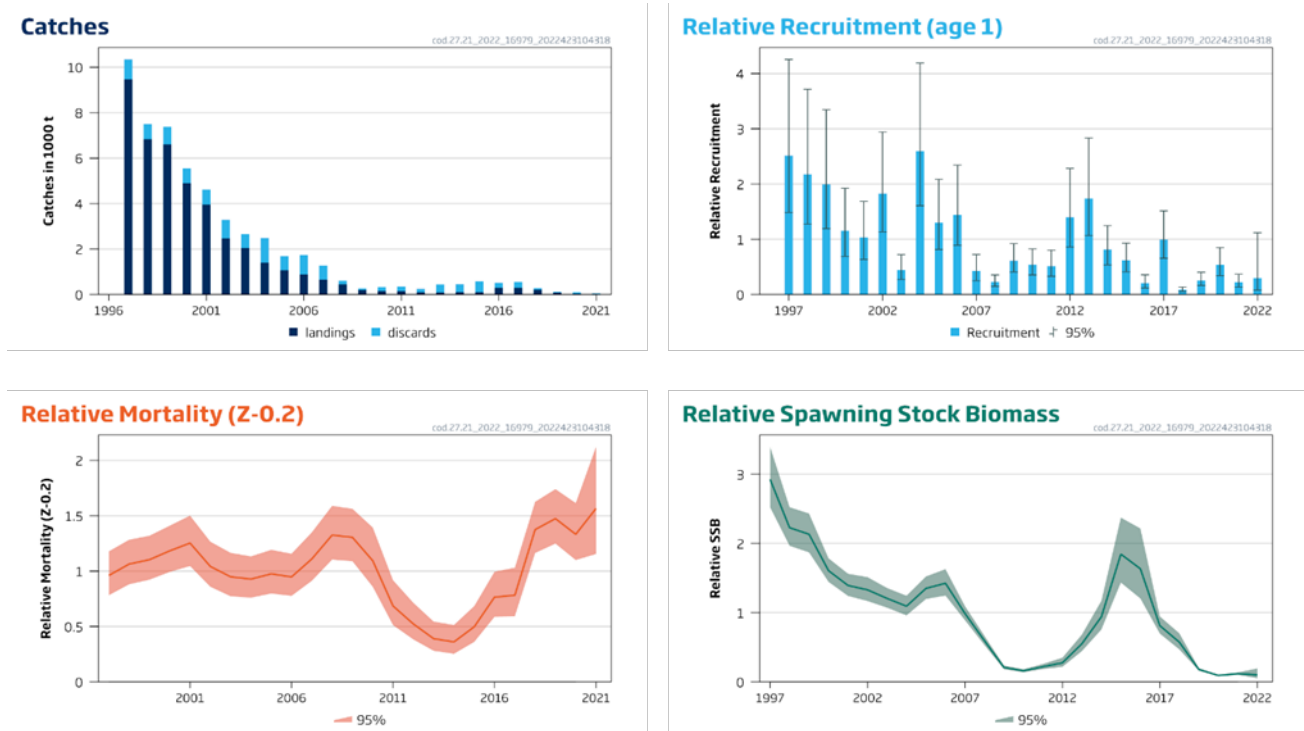 Catches
cod.27.21_2022_16979_2022423104318
Catches in 1000 t
10
8
6
4
2
0
1996 2001 2006 2011 2016 2021
landings discards
Relative Recruitment (age 1)
cod.27.21_2022_16979_2022423104318
Relative Recruitment
4
3
2
1
0
1997 2002 2007 2012 2017 2022
Recruitment 95%
Relative Mortality (Z-0.2)
cod.27.21_2022_16979_2022423104318
Relative Mortality (Z-0.2)
2
1.5
1
0.5
0
2001 2006 2011 2016 2021
95%
Relative Spawning Stock Biomass
cod.27.21_2022_16979_2022423104318
Relative SSB
3
2
1
0
1997 2002 2007 2012 2017 2022
95%